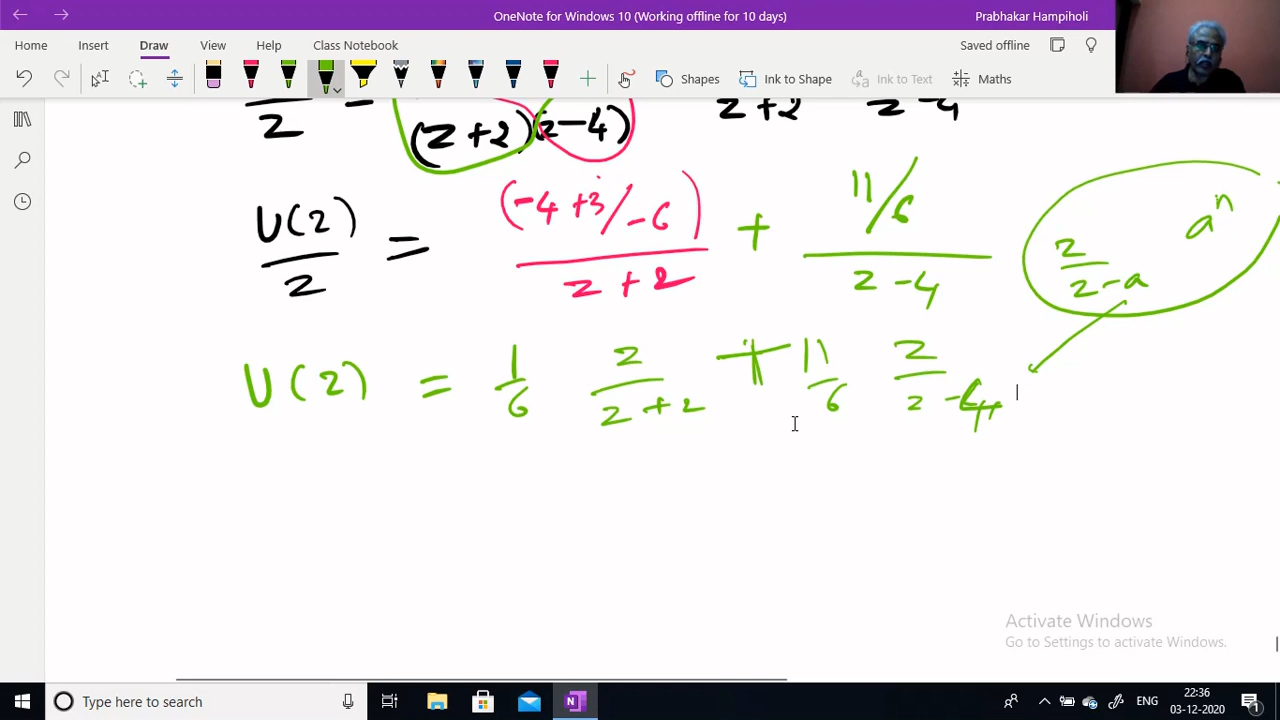 OneNote for Windows 10 (Working offline for 10 days)
Prabhakar Hampiholi
Home Insert Draw View Help Class Notebook
Saved offline
Shapes Ink to Shape Ink to Text Maths
z = (z+2)(z-4) z+2 z-4
U(z)/z = (-4+3/-6)/(z+2) + (11/6)/(z-4)
z/(z-a) a^n
U(z) = 1/6 z/(z+2) + 11/6 z/(z-4)
Activate Windows
Go to Settings to activate Windows.
Type here to search
N
ENG
22:36
03-12-2020
1